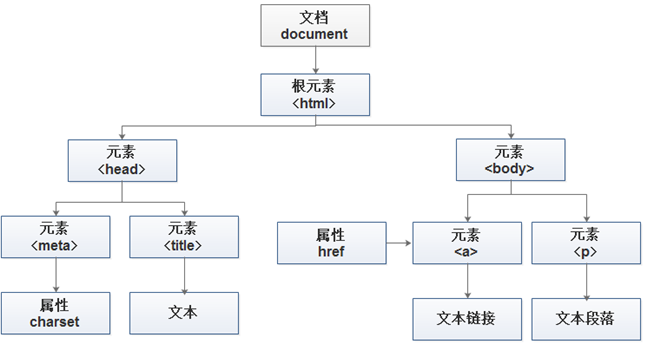 文档
document
根元素
<html>
元素
<head>
元素
<body>
元素
<meta>
元素
<title>
属性
href
元素
<a>
元素
<p>
属性
charset
文本
文本链接
文本段落